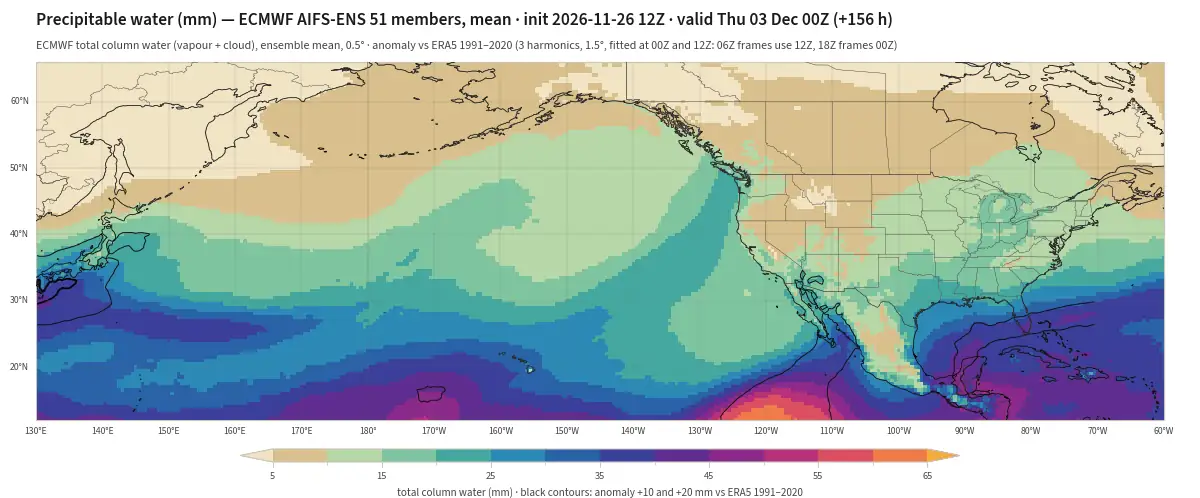 Precipitable water (mm) — ECMWF AIFS-ENS 51 members, mean · init 2026-11-26 12Z · valid Thu 03 Dec 00Z (+156 h)
ECMWF total column water (vapour + cloud), ensemble mean, 0.5° · anomaly vs ERA5 1991–2020 (3 harmonics, 1.5°, fitted at 00Z and 12Z: 06Z frames use 12Z, 18Z frames 00Z)
60°N
50°N
40°N
30°N
20°N
130°E 140°E 150°E 160°E 170°E 180° 170°W 160°W 150°W 140°W 130°W 120°W 110°W 100°W 90°W 80°W 70°W 60°W
5 15 25 35 45 55 65
total column water (mm) · black contours: anomaly +10 and +20 mm vs ERA5 1991–2020